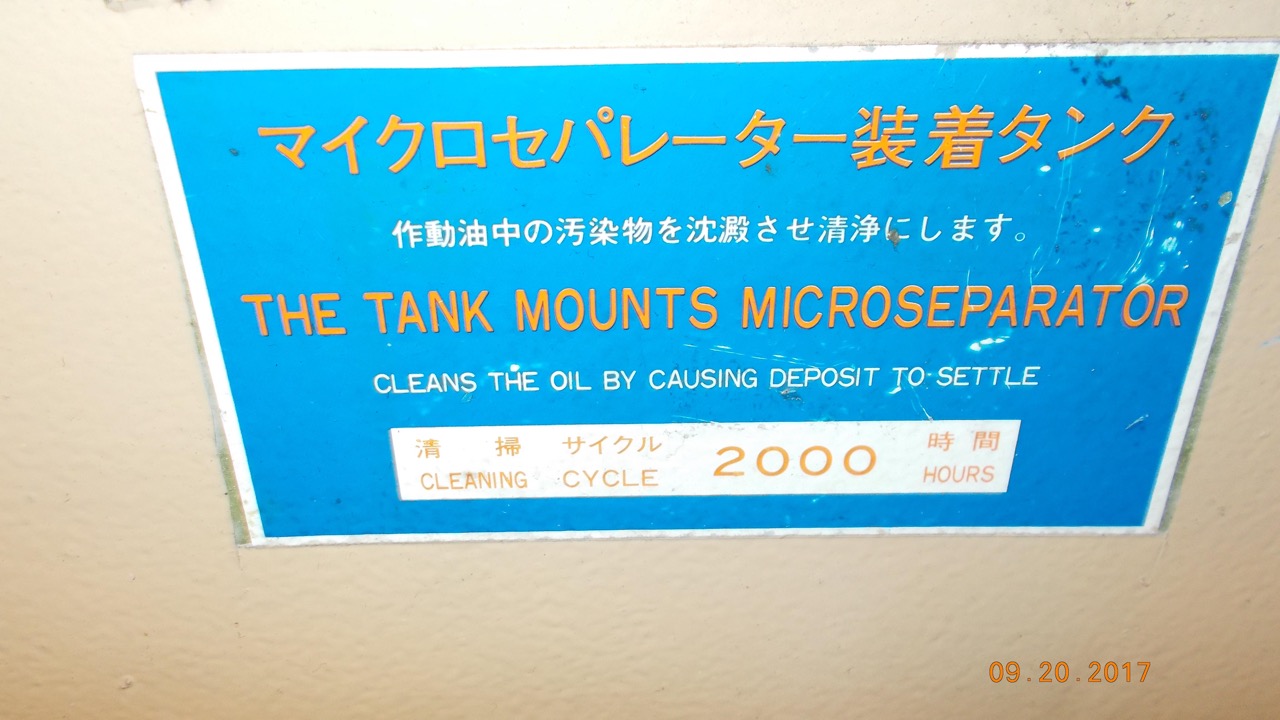 マイクロセパレーター装着タンク
作動油中の汚染物を沈澱させ清浄にします。
THE TANK MOUNTS MICROSEPARATOR
CLEANS THE OIL BY CAUSING DEPOSIT TO SETTLE
清 掃 サイクル 2000 時間
CLEANING CYCLE HOURS
09.20.2017